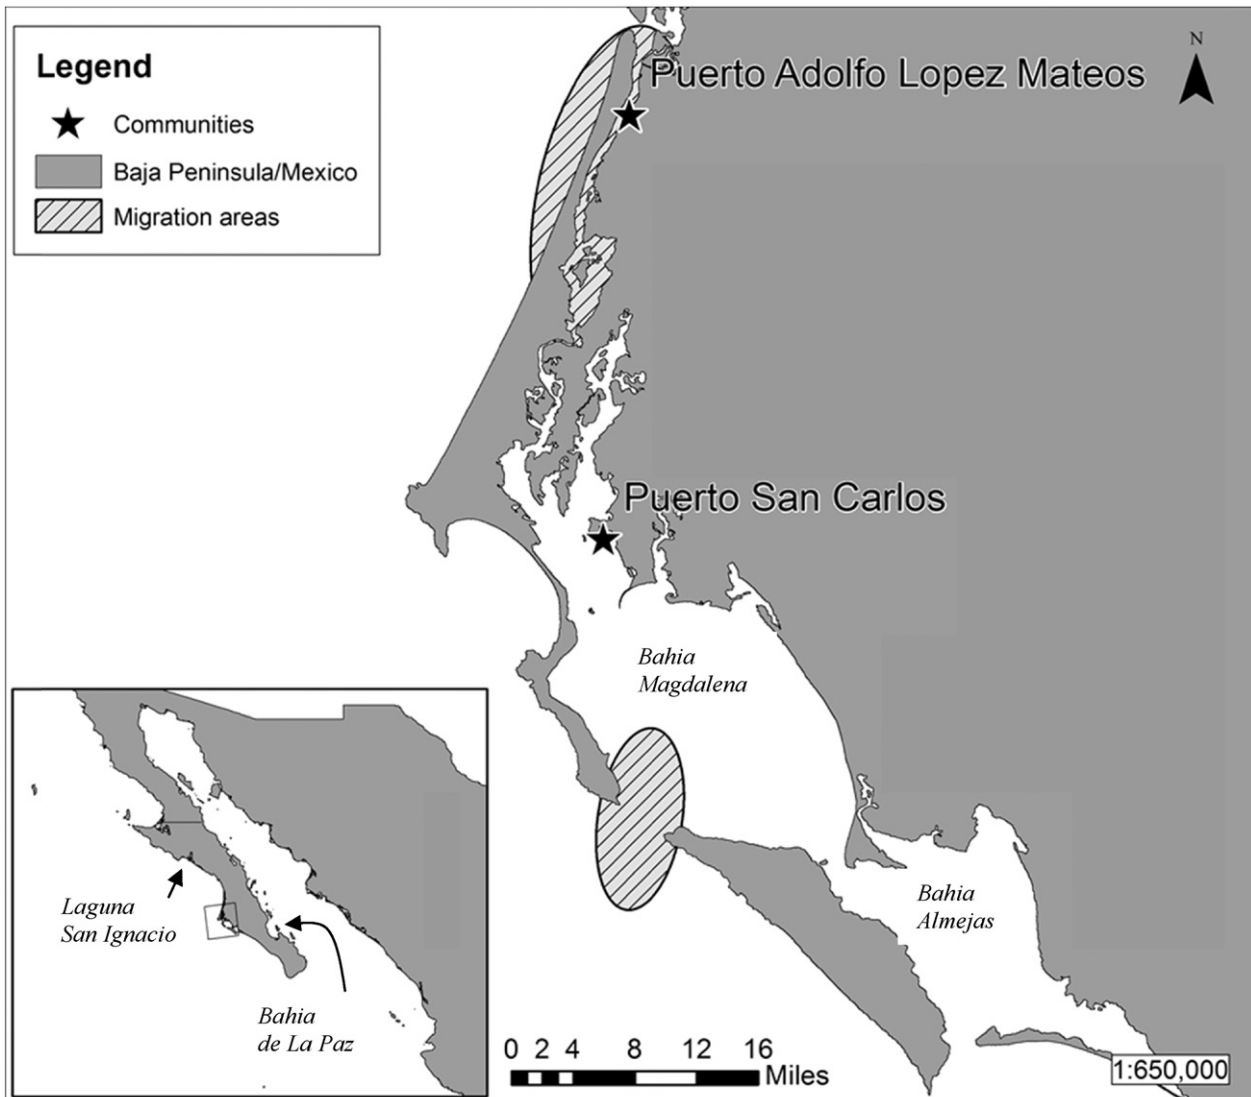 Legend
Communities
Baja Peninsula/Mexico
Migration areas
N
Puerto Adolfo Lopez Mateos
Puerto San Carlos
Bahia
Magdalena
Bahia
Almejas
Laguna
San Ignacio
Bahia
de La Paz
0 2 4 8 12 16
Miles
1:650,000